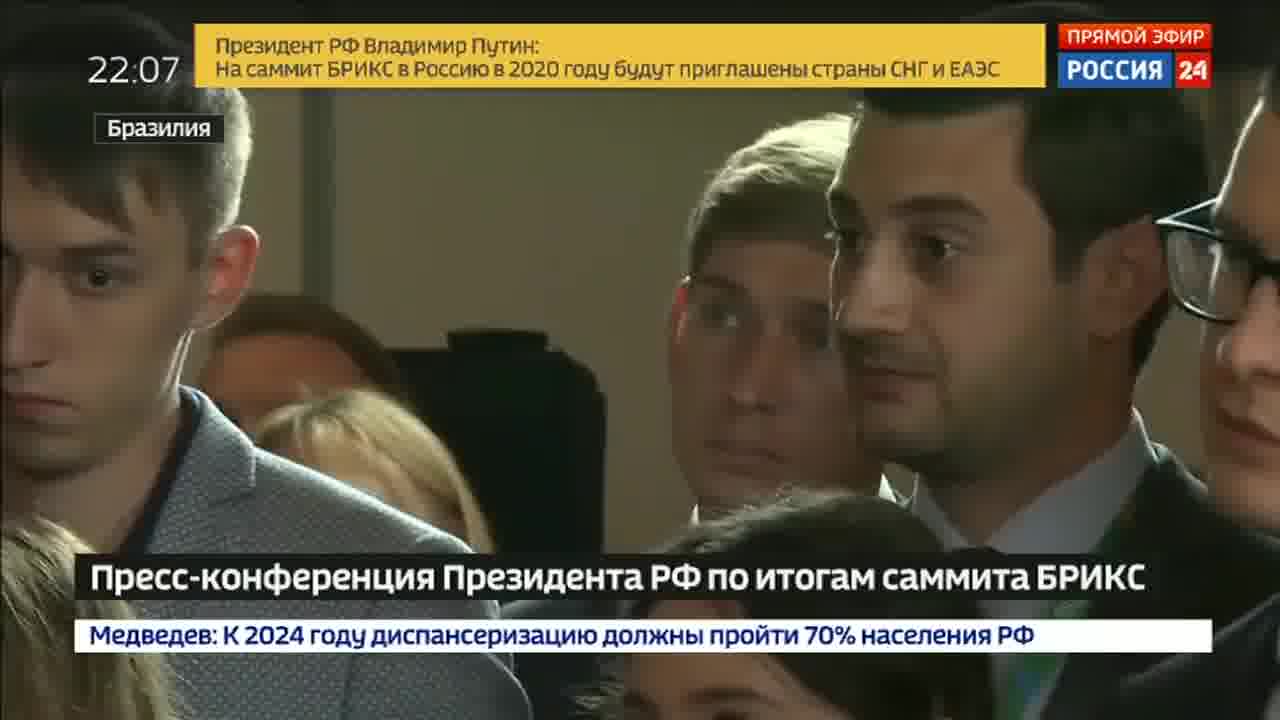 22:07
Президент РФ Владимир Путин:
На саммит БРИКС в Россию в 2020 году будут приглашены страны СНГ и ЕАЭС
ПРЯМОЙ ЭФИР
РОССИЯ 24
Бразилия
Пресс-конференция Президента РФ по итогам саммита БРИКС
Медведев: К 2024 году диспансеризацию должны пройти 70% населения РФ